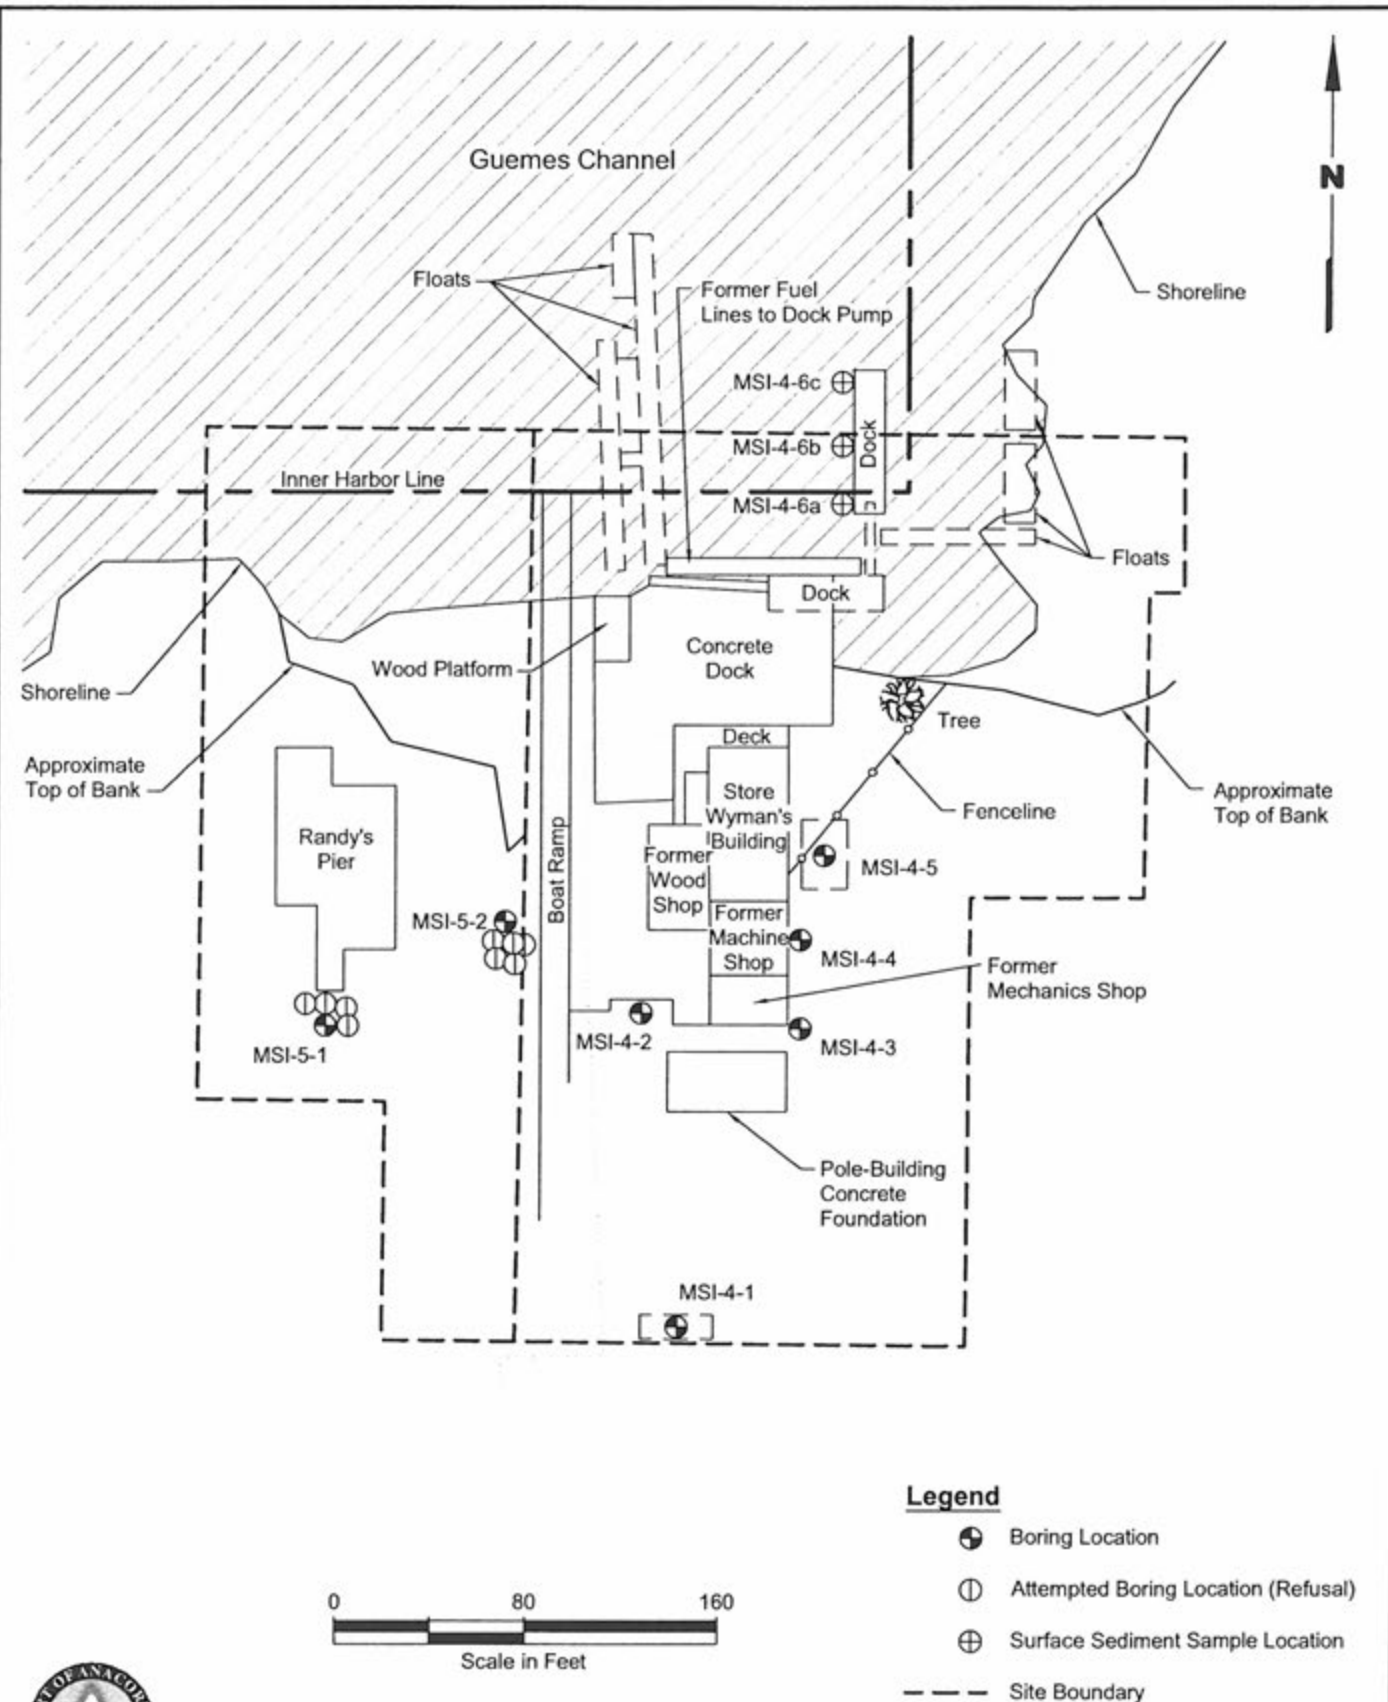 Guemes Channel
N
Floats
Former Fuel
Lines to Dock Pump
Shoreline
MSI-4-6c
Dock
MSI-4-6b
Inner Harbor Line
MSI-4-6a
Floats
Dock
Wood Platform
Concrete
Dock
Shoreline
Tree
Deck
Approximate
Top of Bank
Approximate
Top of Bank
Store
Wyman's
Building
Fenceline
Randy's
Pier
Boat Ramp
Former
Wood
Shop
MSI-4-5
MSI-5-2
Former
Machine
Shop
MSI-4-4
Former
Mechanics Shop
MSI-4-2
MSI-4-3
MSI-5-1
Pole-Building
Concrete
Foundation
MSI-4-1
Legend
Boring Location
Attempted Boring Location (Refusal)
Surface Sediment Sample Location
Site Boundary
0 80 160
Scale in Feet
OF ANACOR